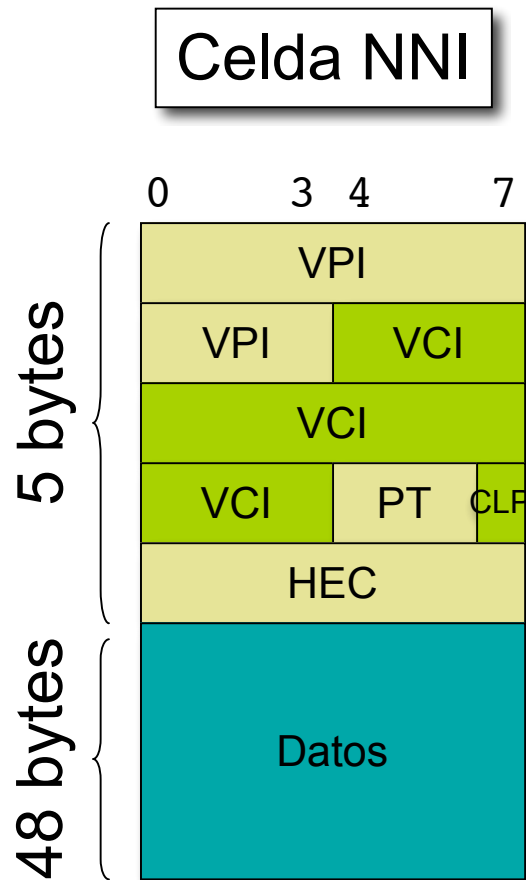 Celda NNI
0 3 4 7
5 bytes
VPI
VPI VCI
VCI
VCI PT CLP
HEC
48 bytes
Datos